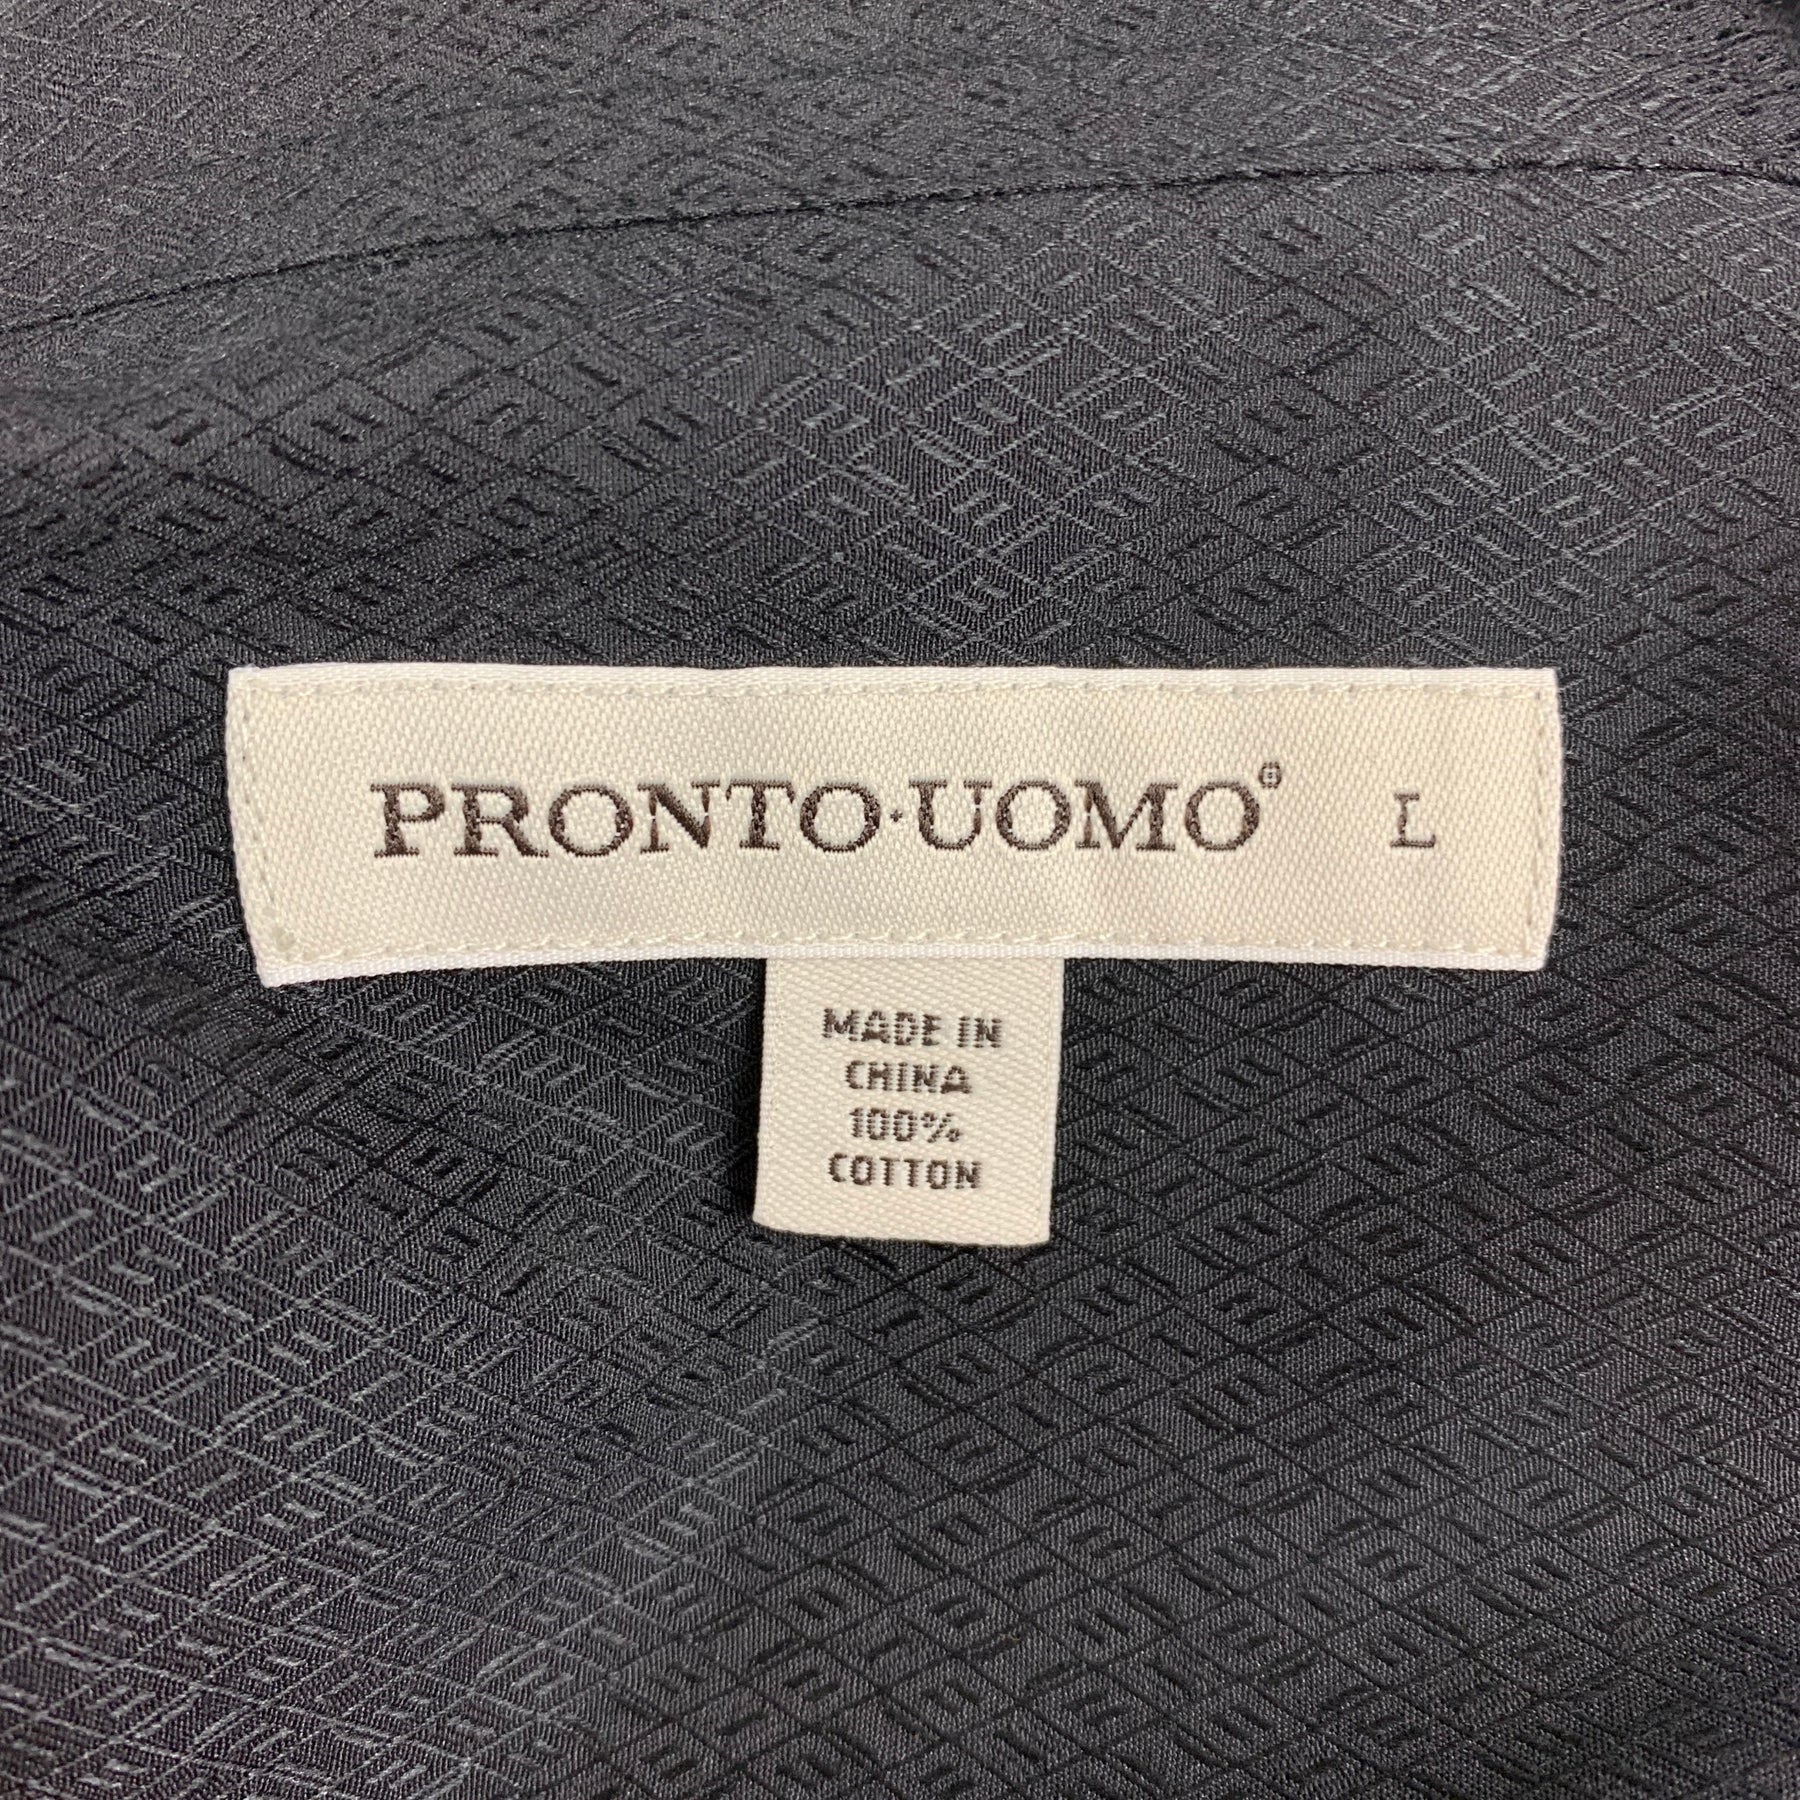 PRONTO·UOMO® L
MADE IN
CHINA
100%
COTTON